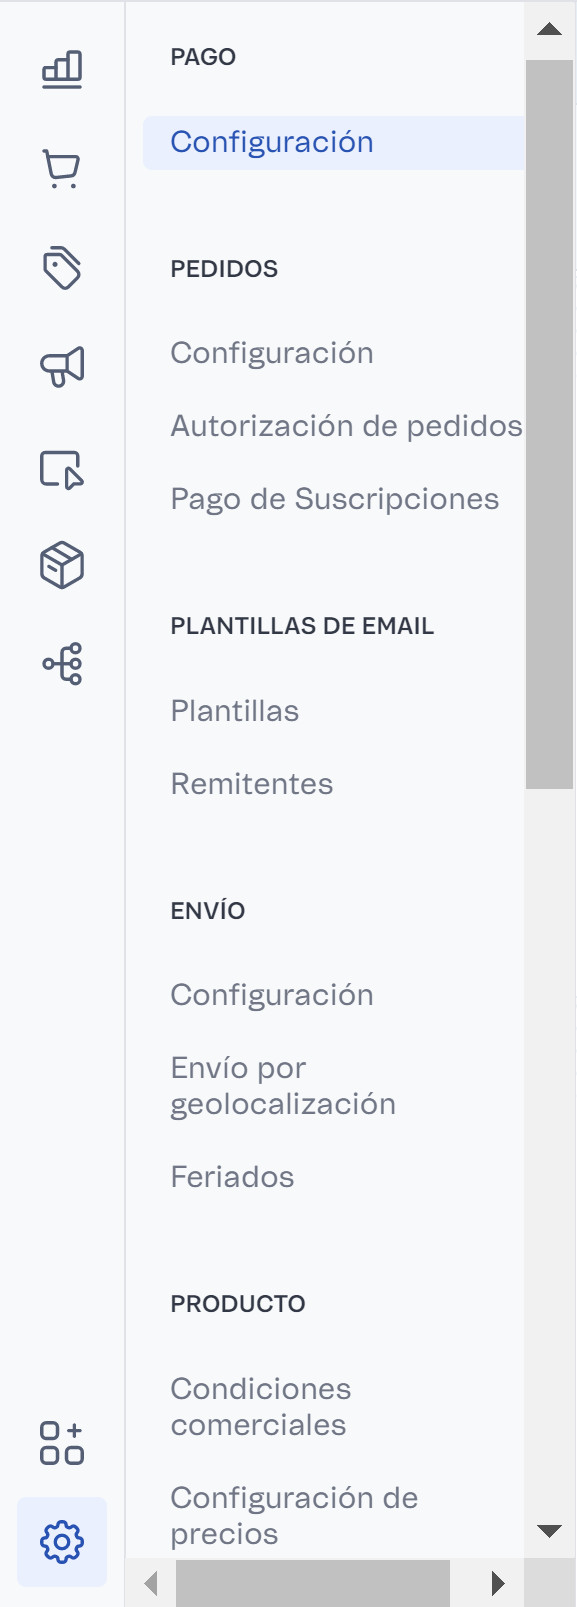 PAGO
Configuración
PEDIDOS
Configuración
Autorización de pedidos
Pago de Suscripciones
PLANTILLAS DE EMAIL
Plantillas
Remitentes
ENVÍO
Configuración
Envío por
geolocalización
Feriados
PRODUCTO
Condiciones
comerciales
Configuración de
precios